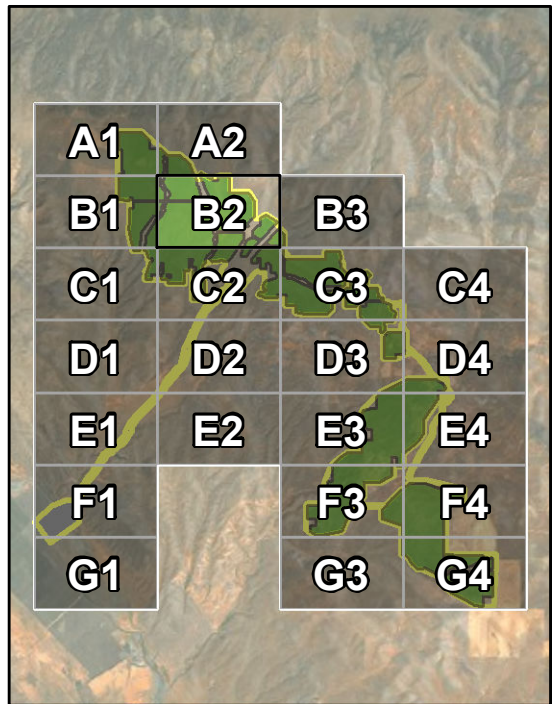 A1 A2
B1 B2 B3
C1 C2 C3 C4
D1 D2 D3 D4
E1 E2 E3 E4
F1 F3 F4
G1 G3 G4